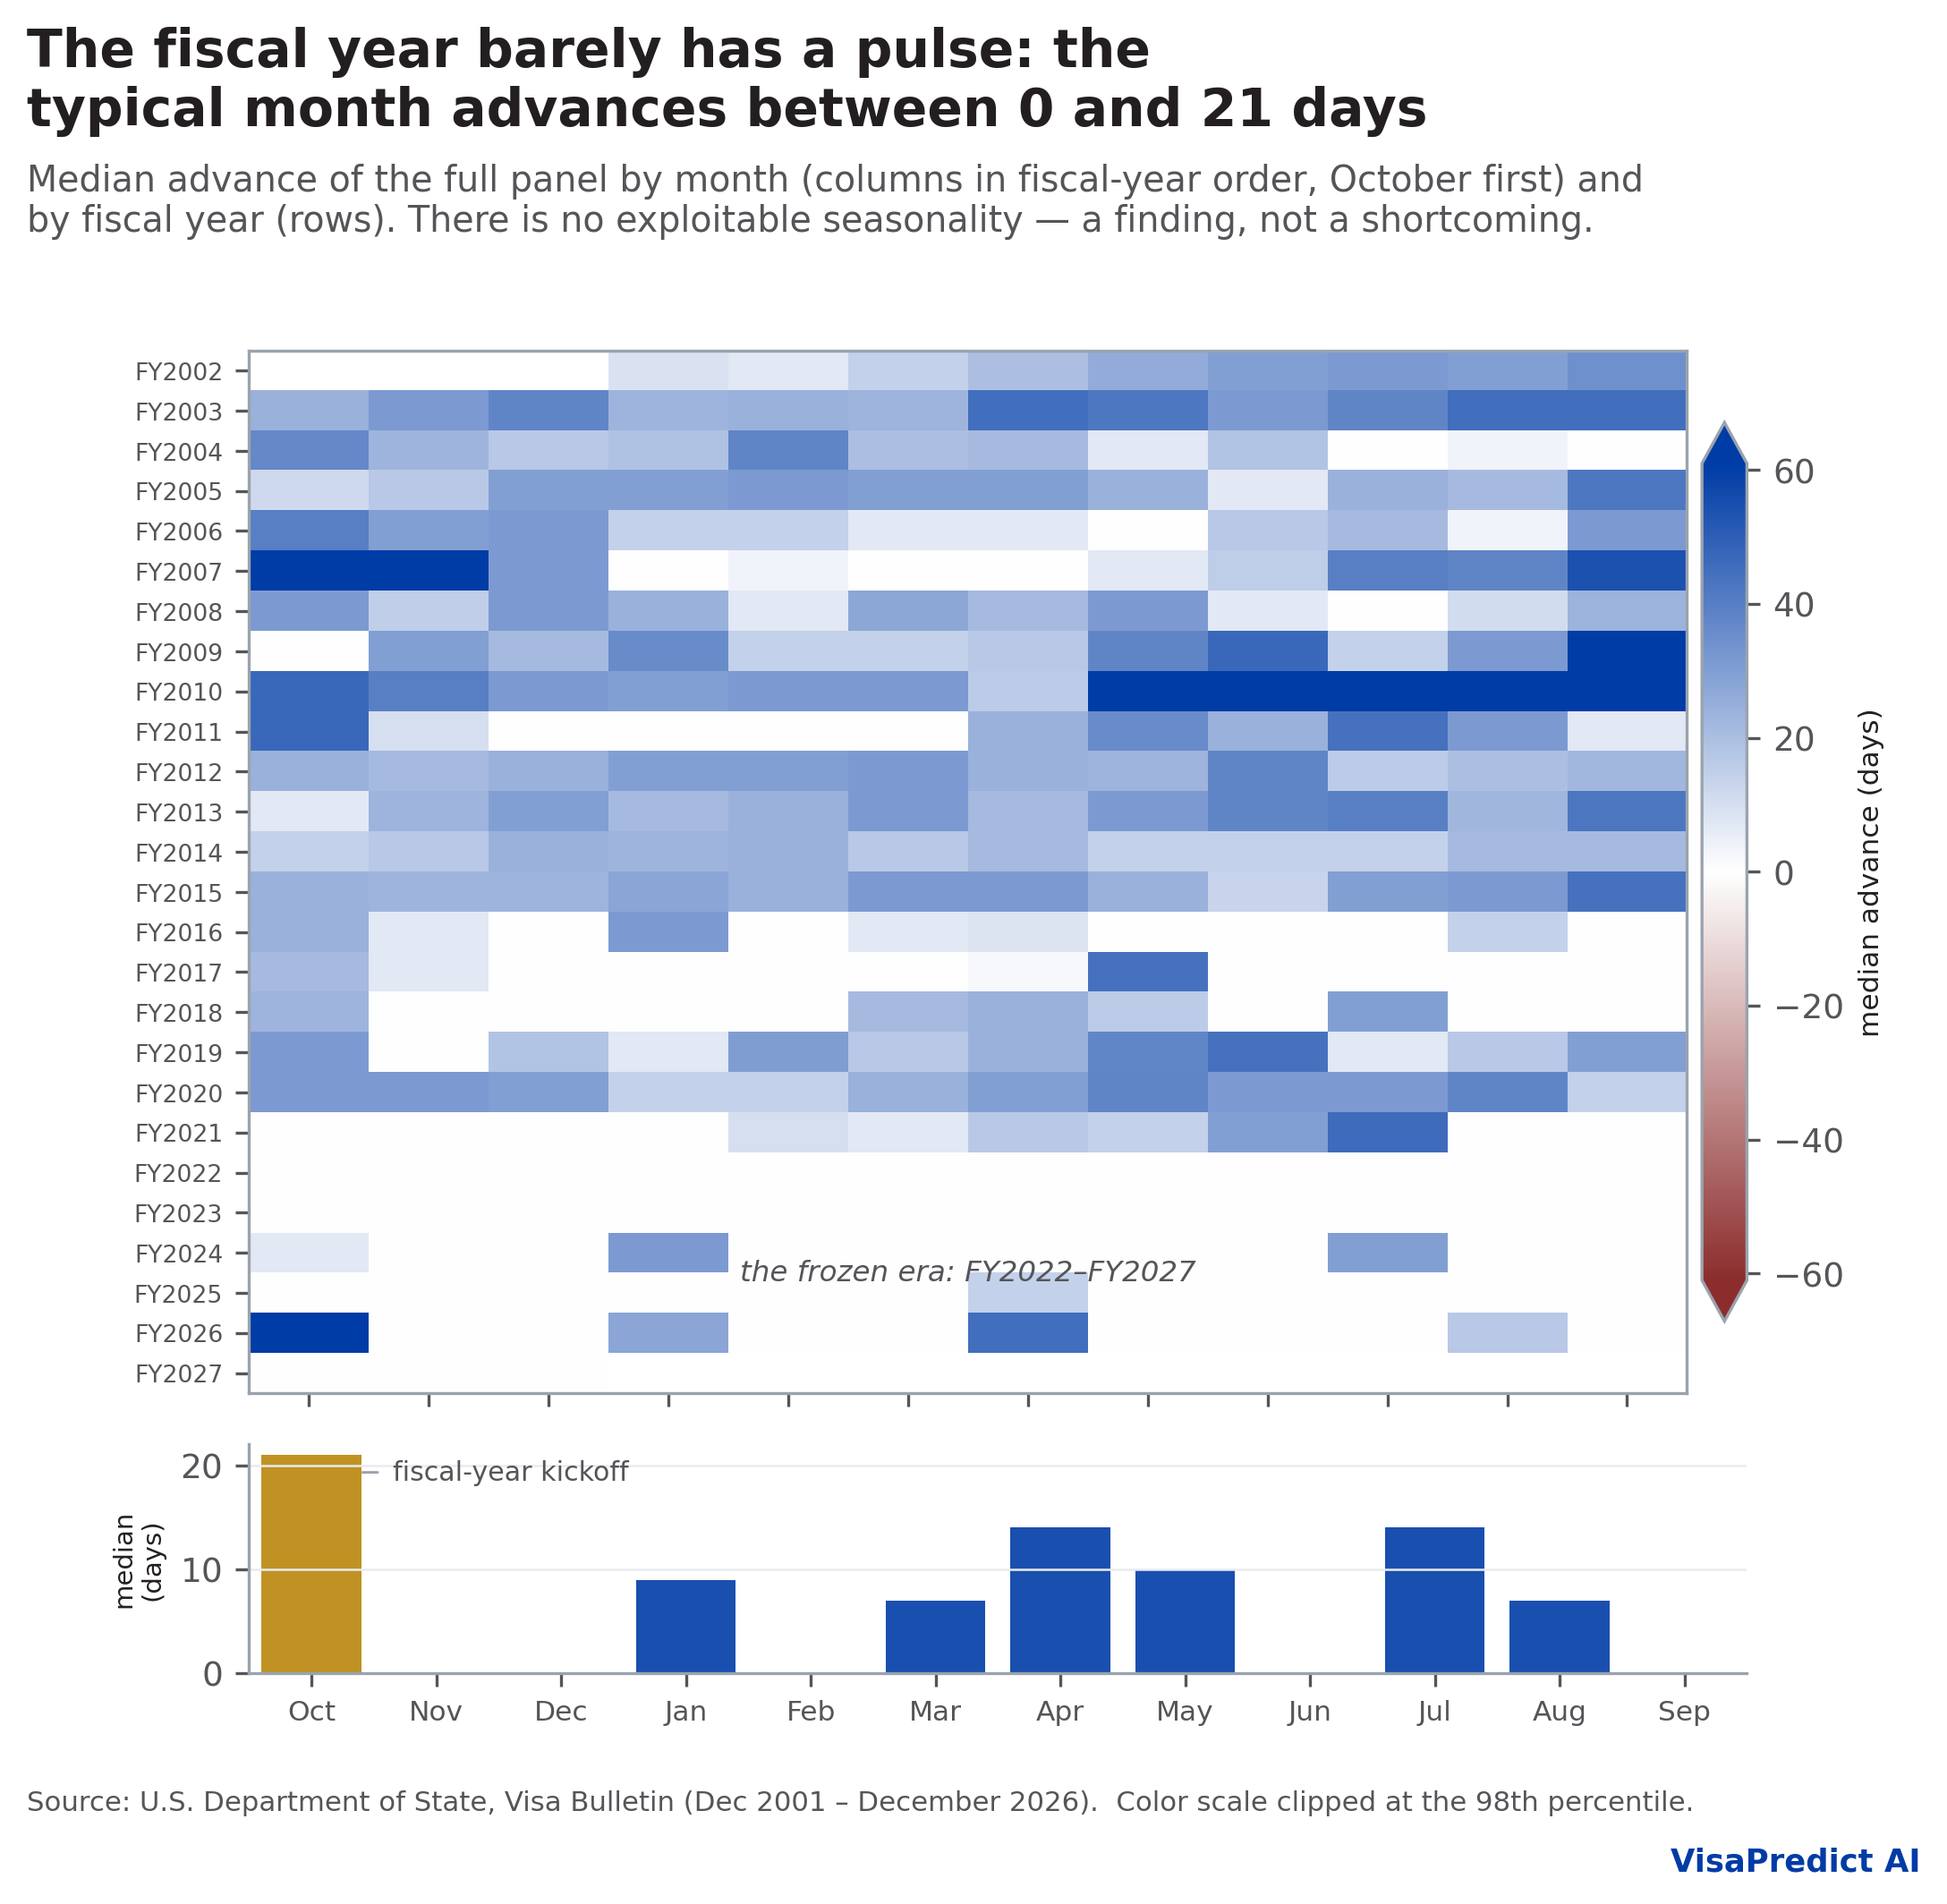 The fiscal year barely has a pulse: the
typical month advances between 0 and 21 days
Median advance of the full panel by month (columns in fiscal-year order, October first) and
by fiscal year (rows). There is no exploitable seasonality — a finding, not a shortcoming.
FY2002
FY2003
FY2004
FY2005
FY2006
FY2007
FY2008
FY2009
FY2010
FY2011
FY2012
FY2013
FY2014
FY2015
FY2016
FY2017
FY2018
FY2019
FY2020
FY2021
FY2022
FY2023
FY2024
FY2025
FY2026
FY2027
the frozen era: FY2022–FY2027
60
40
20
0
−20
−40
−60
median advance (days)
median
(days)
20
10
0
fiscal-year kickoff
Oct Nov Dec Jan Feb Mar Apr May Jun Jul Aug Sep
Source: U.S. Department of State, Visa Bulletin (Dec 2001 – December 2026).  Color scale clipped at the 98th percentile.
VisaPredict AI